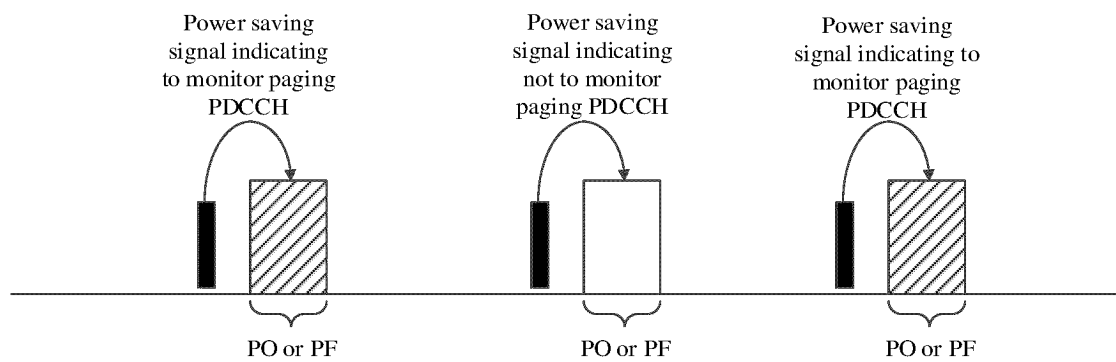 Power saving
signal indicating
to monitor paging
PDCCH
Power saving
signal indicating
not to monitor
paging PDCCH
Power saving
signal indicating to
monitor paging
PDCCH
PO or PF
PO or PF
PO or PF